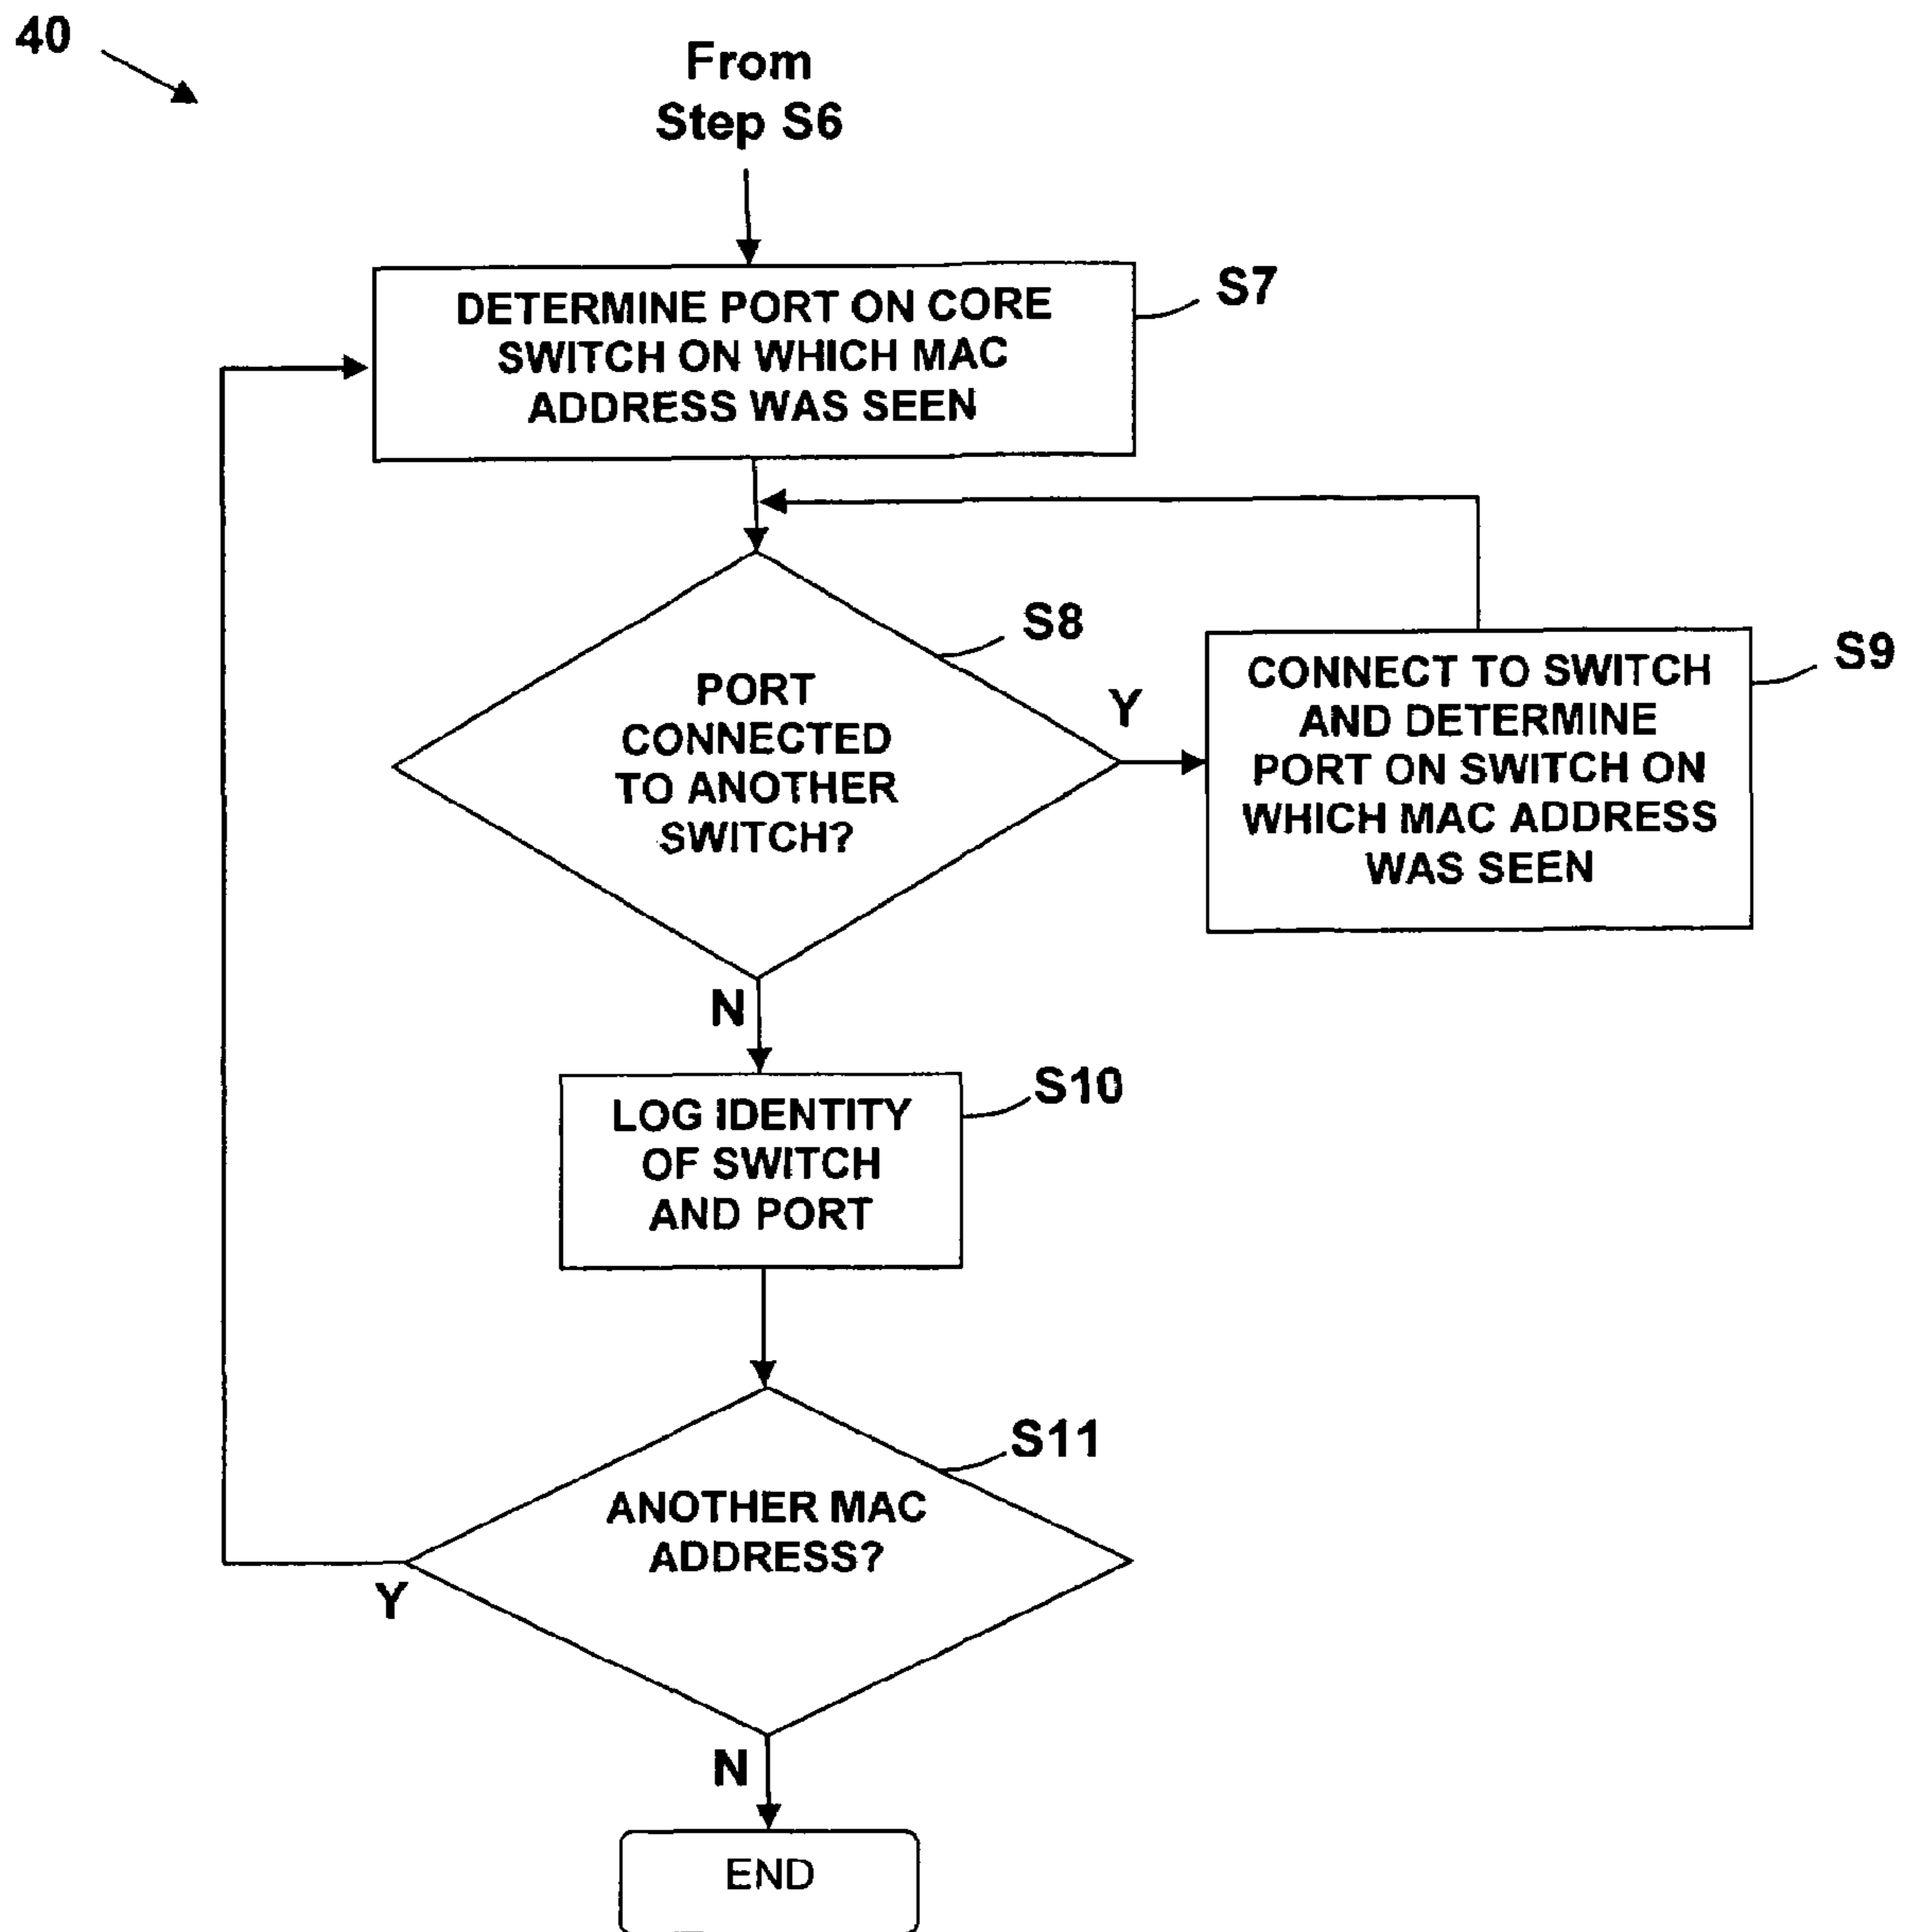 40
From
Step S6
DETERMINE PORT ON CORE
SWITCH ON WHICH MAC
ADDRESS WAS SEEN
S7
PORT
CONNECTED
TO ANOTHER
SWITCH?
S8
Y
CONNECT TO SWITCH
AND DETERMINE
PORT ON SWITCH ON
WHICH MAC ADDRESS
WAS SEEN
S9
N
LOG IDENTITY
OF SWITCH
AND PORT
S10
ANOTHER MAC
ADDRESS?
S11
Y
N
END